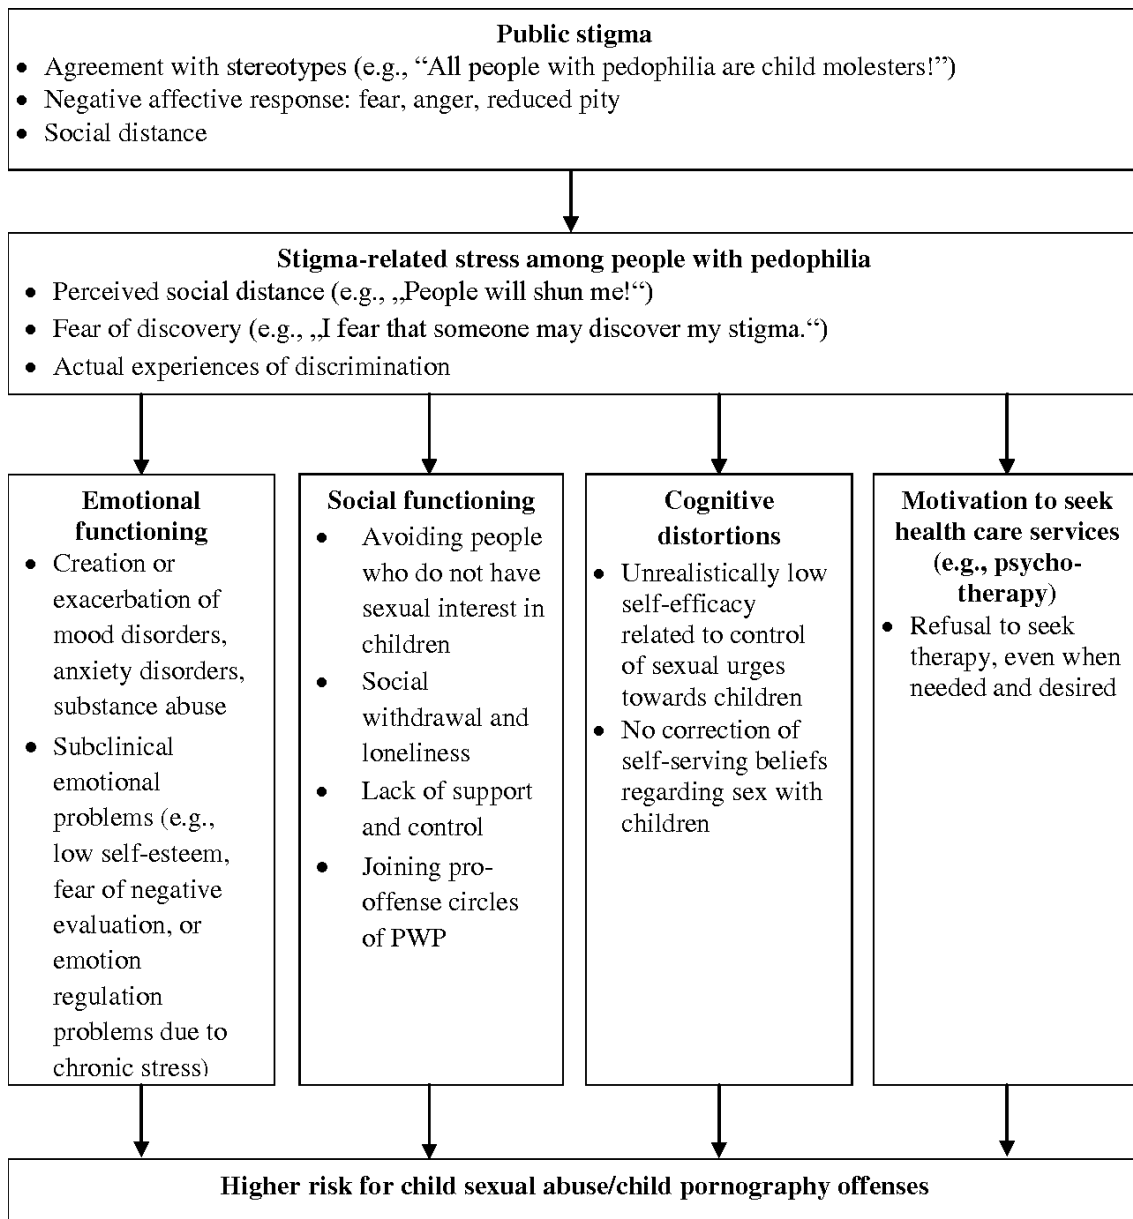 Public stigma
• Agreement with stereotypes (e.g., “All people with pedophilia are child molesters!”)
• Negative affective response: fear, anger, reduced pity
• Social distance
Stigma-related stress among people with pedophilia
• Perceived social distance (e.g., „People will shun me!“)
• Fear of discovery (e.g., „I fear that someone may discover my stigma.“)
• Actual experiences of discrimination
Emotional
functioning
• Creation or
exacerbation of
mood disorders,
anxiety disorders,
substance abuse
• Subclinical
emotional
problems (e.g.,
low self-esteem,
fear of negative
evaluation, or
emotion
regulation
problems due to
chronic stress)
Social functioning
• Avoiding people
who do not have
sexual interest in
children
• Social
withdrawal and
loneliness
• Lack of support
and control
• Joining pro-
offense circles
of PWP
Cognitive
distortions
• Unrealistically low
self-efficacy
related to control
of sexual urges
towards children
• No correction of
self-serving beliefs
regarding sex with
children
Motivation to seek
health care services
(e.g., psycho-
therapy)
• Refusal to seek
therapy, even when
needed and desired
Higher risk for child sexual abuse/child pornography offenses